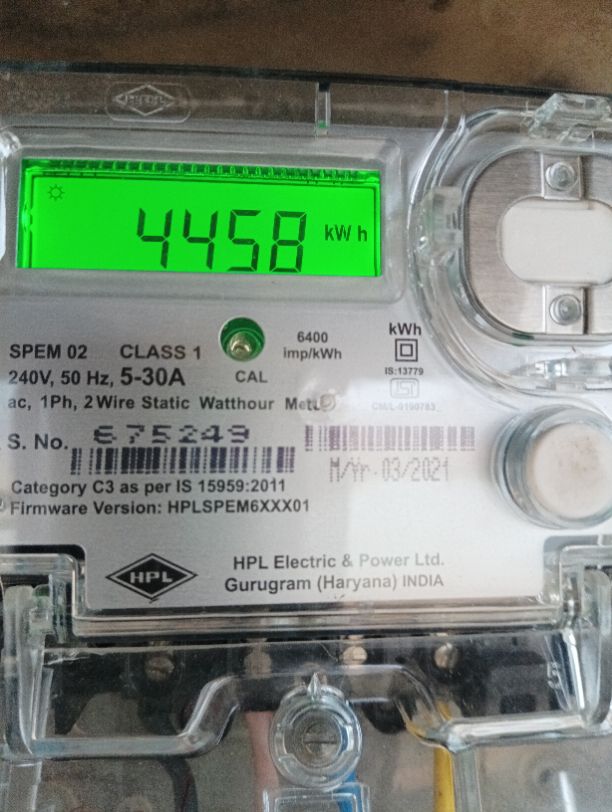 4458 kWh
6400
imp/kWh
kWh
SPEM 02 CLASS 1
240V, 50 Hz, 5-30A
CAL
IS:13779
ac, 1Ph, 2 Wire Static Watthour
S. No. 675249
M/Yr. 03/2021
Category C3 as per IS 15959:2011
Firmware Version: HPLSPEM6XXX01
HPL
HPL Electric & Power Ltd.
Gurugram (Haryana) INDIA